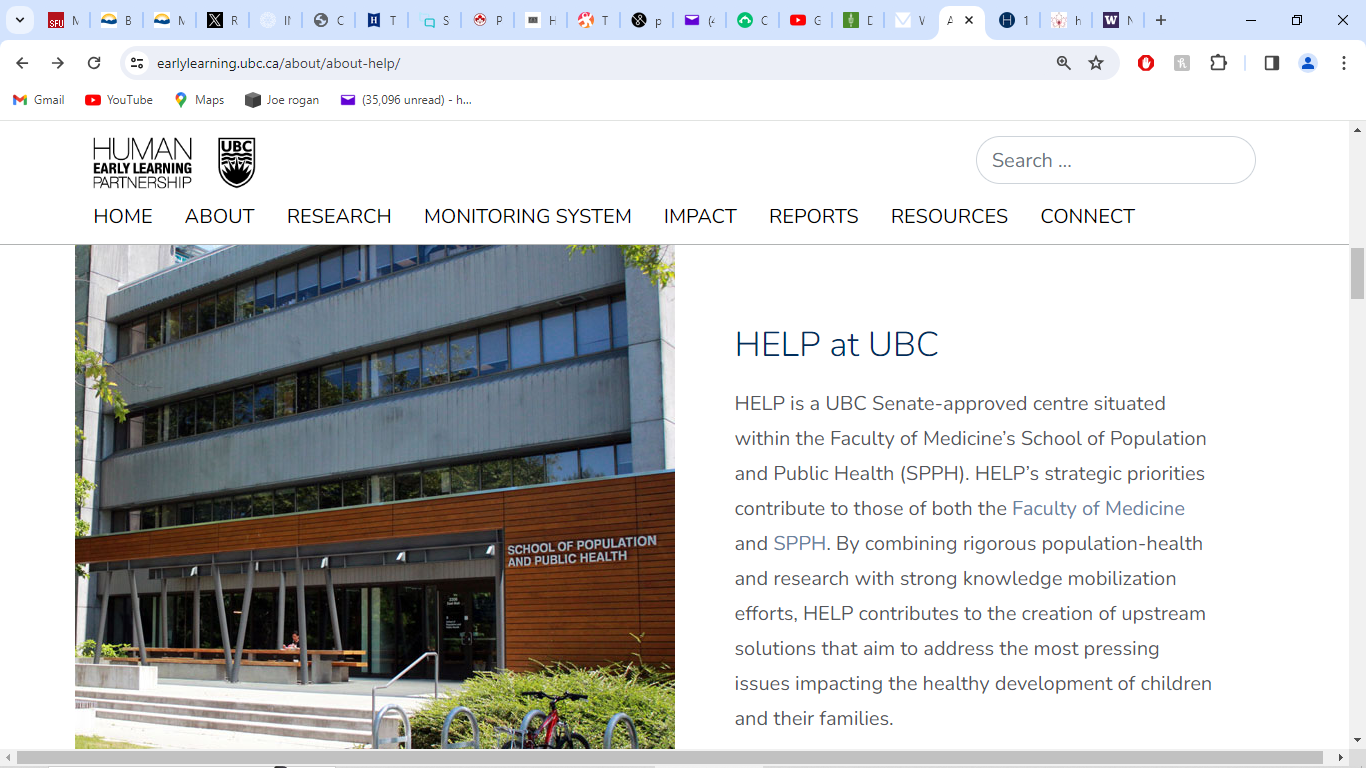 SFU
earlylearning.ubc.ca/about/about-help/
Gmail
YouTube
Maps
Joe rogan
(35,096 unread) - h...
HUMAN
EARLY LEARNING
PARTNERSHIP
UBC
Search ...
HOME
ABOUT
RESEARCH
MONITORING SYSTEM
IMPACT
REPORTS
RESOURCES
CONNECT
SCHOOL OF POPULATION
AND PUBLIC HEALTH
HELP at UBC
HELP is a UBC Senate-approved centre situated
within the Faculty of Medicine’s School of Population
and Public Health (SPPH). HELP’s strategic priorities
contribute to those of both the Faculty of Medicine
and SPPH. By combining rigorous population-health
and research with strong knowledge mobilization
efforts, HELP contributes to the creation of upstream
solutions that aim to address the most pressing
issues impacting the healthy development of children
and their families.